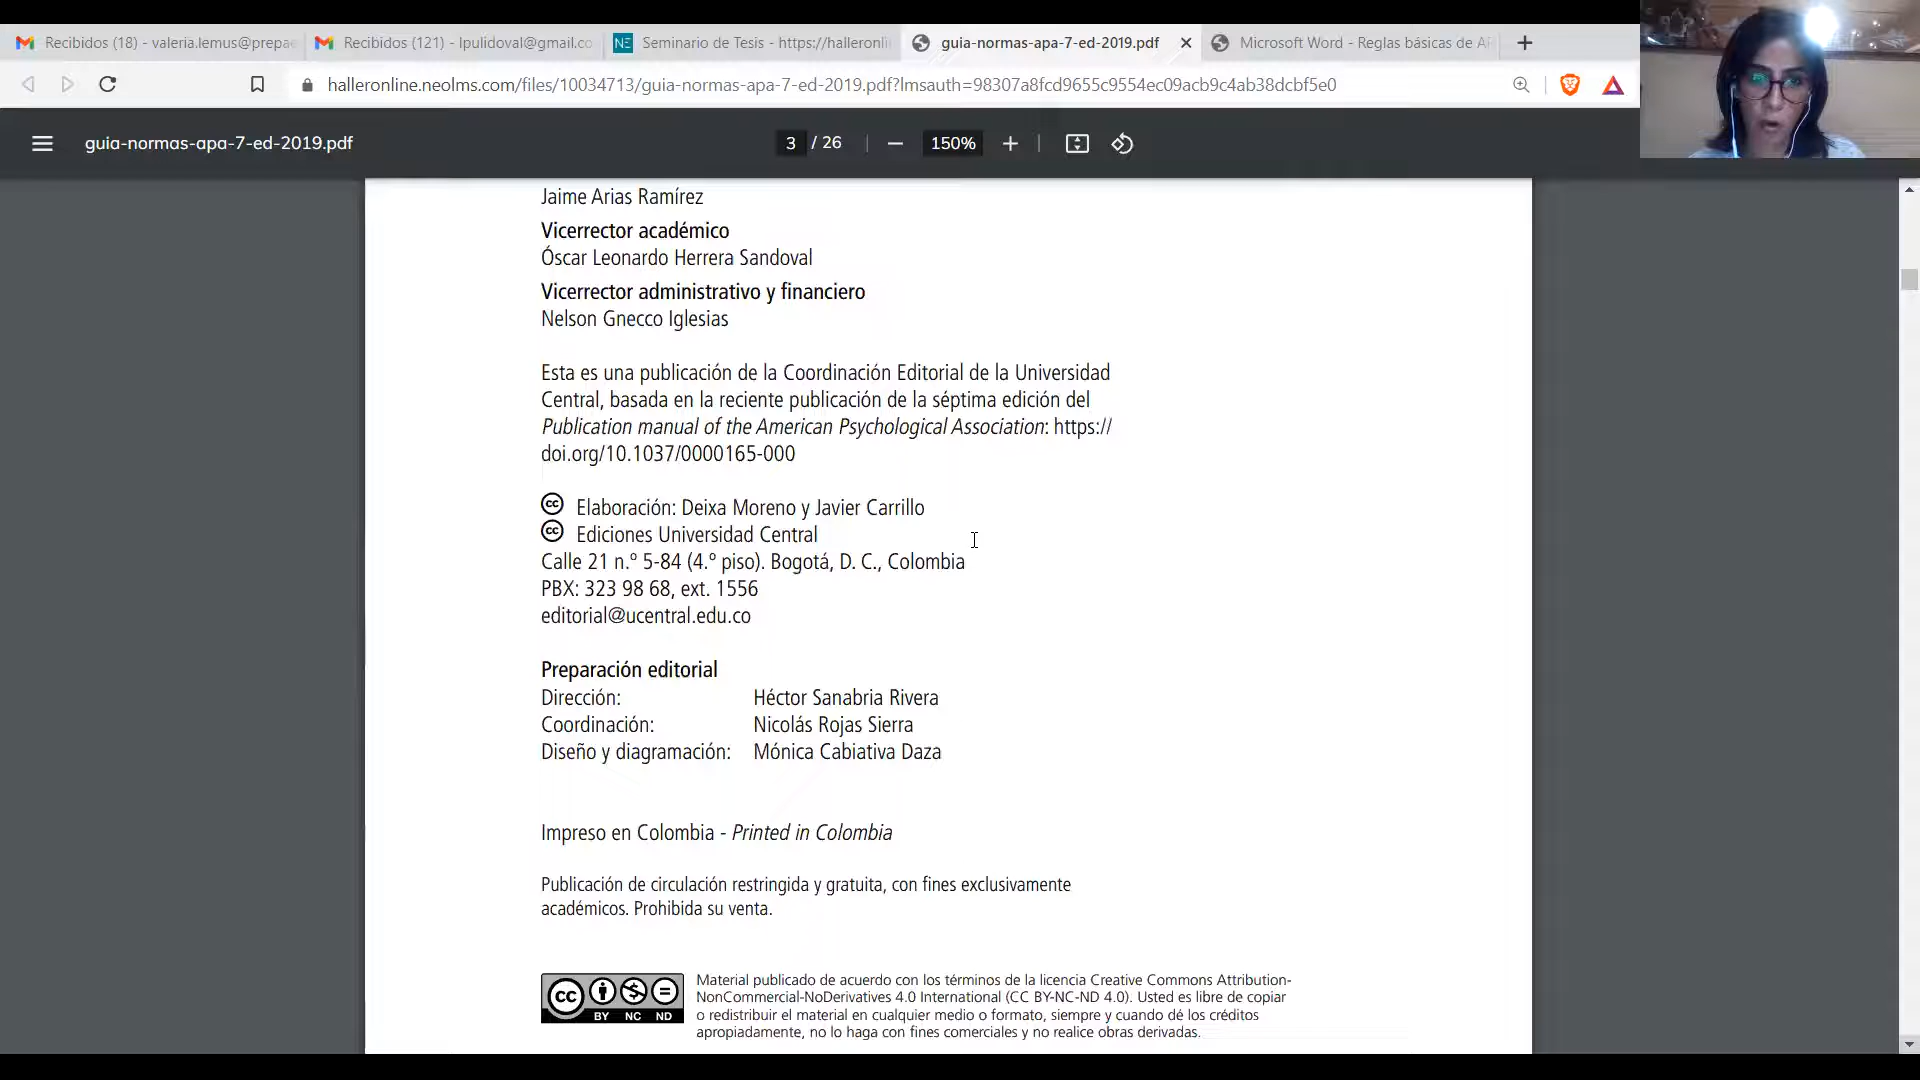 Recibidos (18) - valeria.lemus@prepae
Recibidos (121) - lpulidoval@gmail.co
NE Seminario de Tesis - https://halleronli
guia-normas-apa-7-ed-2019.pdf
Microsoft Word - Reglas básicas de AP
halleronline.neolms.com/files/10034713/guia-normas-apa-7-ed-2019.pdf?lmsauth=98307a8fcd9655c9554ec09acb9c4ab38dcbf5e0
guia-normas-apa-7-ed-2019.pdf
3 / 26
150%
Jaime Arias Ramírez
Vicerrector académico
Óscar Leonardo Herrera Sandoval
Vicerrector administrativo y financiero
Nelson Gnecco Iglesias
Esta es una publicación de la Coordinación Editorial de la Universidad
Central, basada en la reciente publicación de la séptima edición del
Publication manual of the American Psychological Association: https://
doi.org/10.1037/0000165-000
cc Elaboración: Deixa Moreno y Javier Carrillo
cc Ediciones Universidad Central
Calle 21 n.º 5-84 (4.º piso). Bogotá, D. C., Colombia
PBX: 323 98 68, ext. 1556
editorial@ucentral.edu.co
Preparación editorial
Dirección: Héctor Sanabria Rivera
Coordinación: Nicolás Rojas Sierra
Diseño y diagramación: Mónica Cabiativa Daza
Impreso en Colombia - Printed in Colombia
Publicación de circulación restringida y gratuita, con fines exclusivamente
académicos. Prohibida su venta.
cc BY NC ND
Material publicado de acuerdo con los términos de la licencia Creative Commons Attribution-
NonCommercial-NoDerivatives 4.0 International (CC BY-NC-ND 4.0). Usted es libre de copiar
o redistribuir el material en cualquier medio o formato, siempre y cuando dé los créditos
apropiadamente, no lo haga con fines comerciales y no realice obras derivadas.